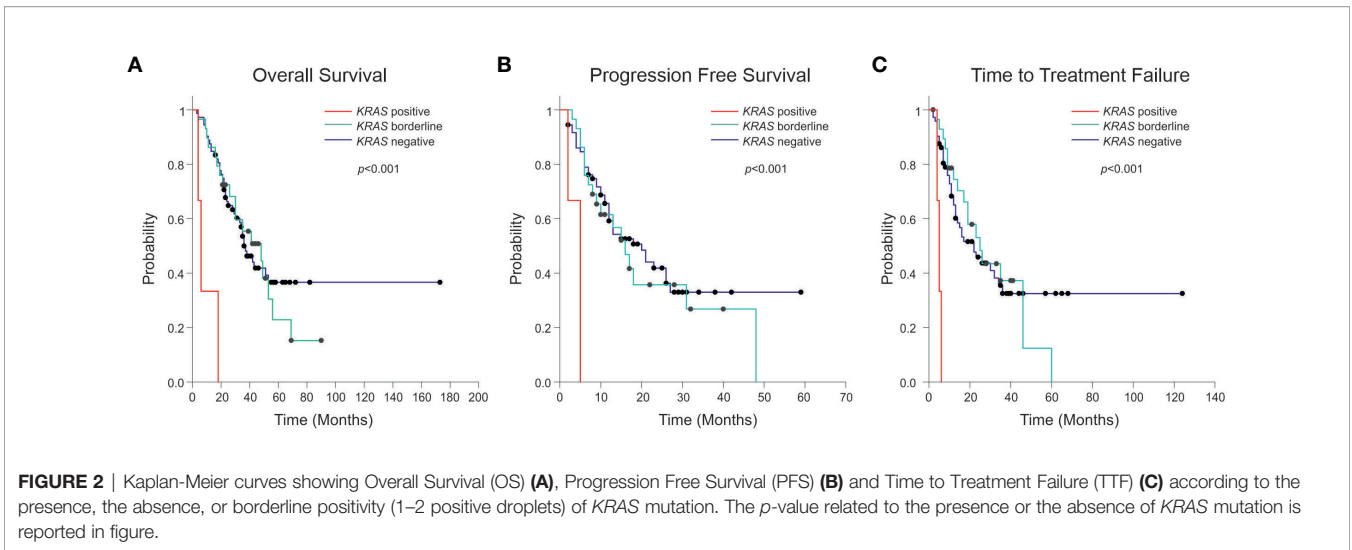 A
Overall Survival
KRAS positive
KRAS borderline
KRAS negative
p<0.001
1
0.8
0.6
0.4
0.2
0.0
Probability
0 20 40 60 80 100 120 140 160 180 200
Time (Months)
B
Progression Free Survival
KRAS positive
KRAS borderline
KRAS negative
p<0.001
1
0.8
0.6
0.4
0.2
0.0
Probability
0 10 20 30 40 50 60 70
Time (Months)
C
Time to Treatment Failure
KRAS positive
KRAS borderline
KRAS negative
p<0.001
1
0.8
0.6
0.4
0.2
0.0
Probability
0 20 40 60 80 100 120 140
Time (Months)
FIGURE 2 | Kaplan-Meier curves showing Overall Survival (OS) (A), Progression Free Survival (PFS) (B) and Time to Treatment Failure (TTF) (C) according to the
presence, the absence, or borderline positivity (1–2 positive droplets) of KRAS mutation. The p-value related to the presence or the absence of KRAS mutation is
reported in figure.